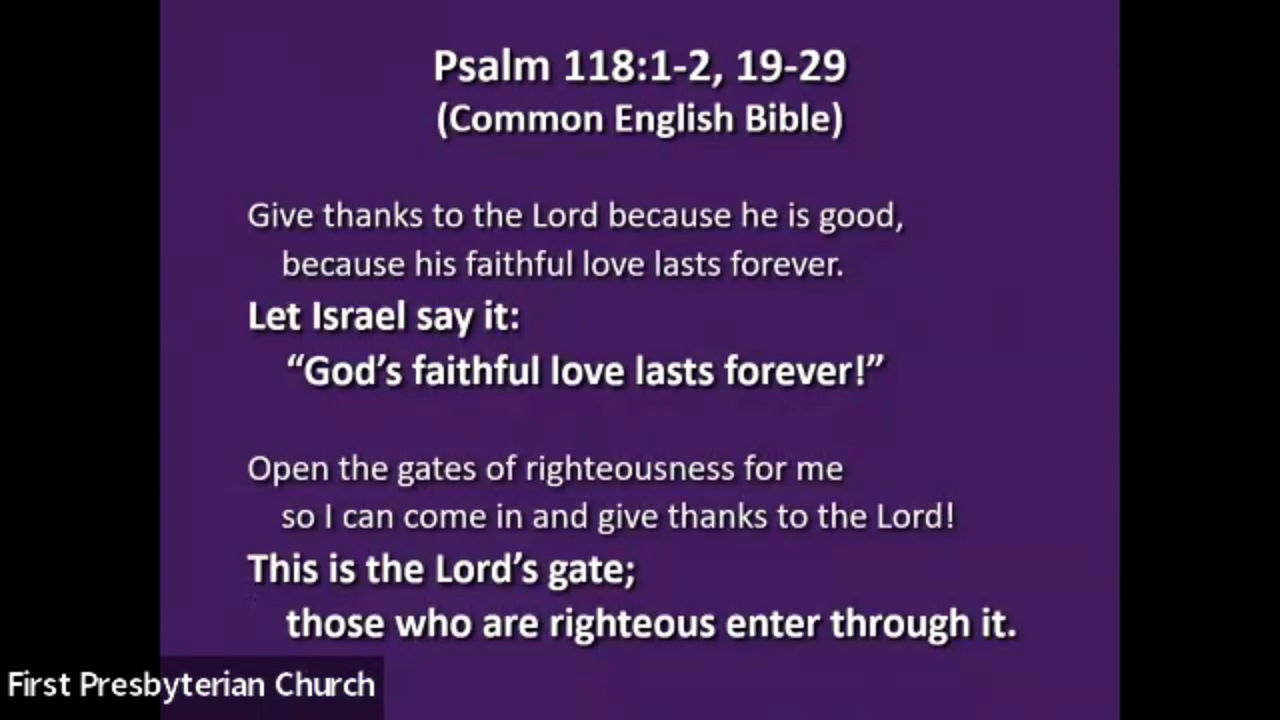 Psalm 118:1-2, 19-29
(Common English Bible)
Give thanks to the Lord because he is good,
because his faithful love lasts forever.
Let Israel say it:
“God’s faithful love lasts forever!”
Open the gates of righteousness for me
so I can come in and give thanks to the Lord!
This is the Lord’s gate;
those who are righteous enter through it.
First Presbyterian Church